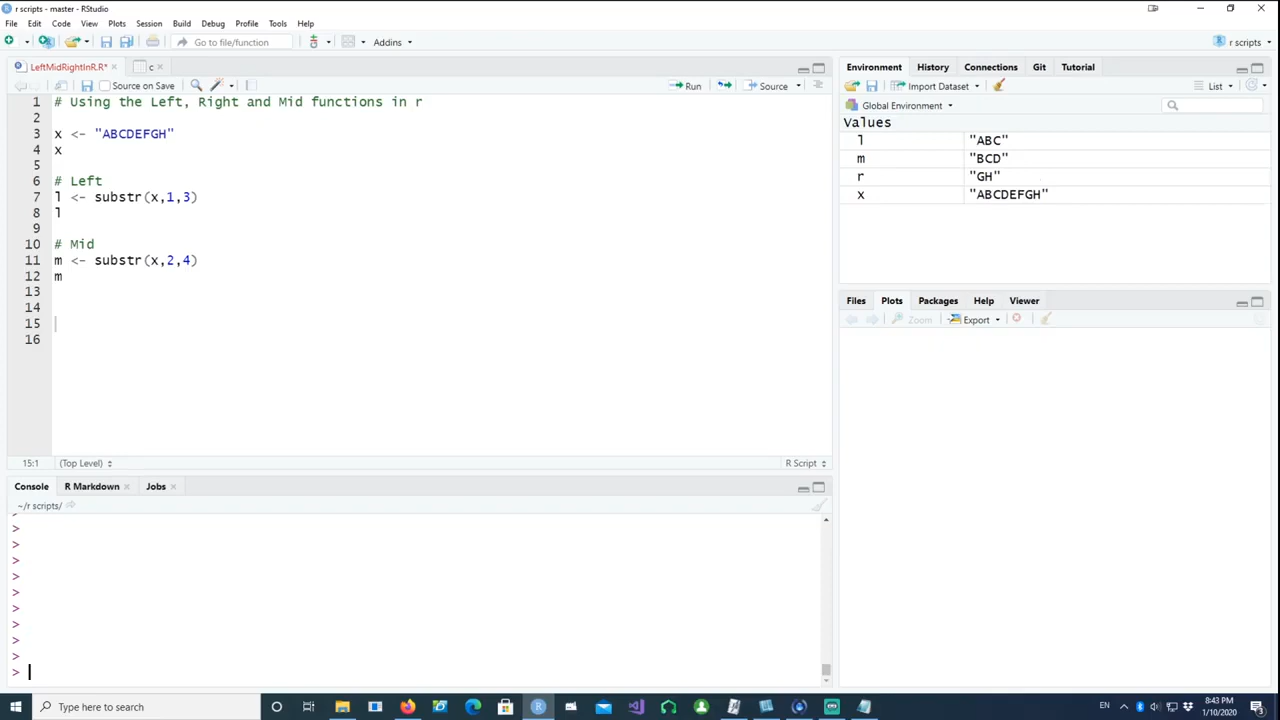 r scripts - master - RStudio
File Edit Code View Plots Session Build Debug Profile Tools Help
Go to file/function Addins r scripts
LeftMidRightInR.R* c
Source on Save Run Source
1 # Using the Left, Right and Mid functions in r
2
3 x <- "ABCDEFGH"
4 x
5
6 # Left
7 l <- substr(x,1,3)
8 l
9
10 # Mid
11 m <- substr(x,2,4)
12 m
13
14
15
16
15:1 (Top Level) R Script
Console R Markdown Jobs
~/r scripts/
>
>
>
>
>
>
>
>
>
>
Environment History Connections Git Tutorial
Import Dataset List
Global Environment
Values
l "ABC"
m "BCD"
r "GH"
x "ABCDEFGH"
Files Plots Packages Help Viewer
Zoom Export
Type here to search
EN 8:43 PM
1/10/2020
3